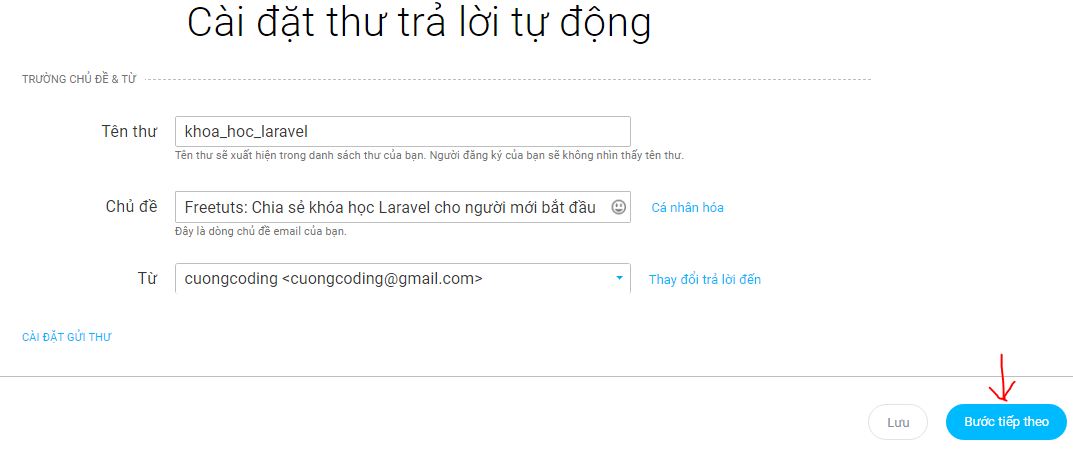 Cài đặt thư trả lời tự động
TRƯỜNG CHỦ ĐỀ & TỪ
Tên thư
khoa_hoc_laravel
Tên thư sẽ xuất hiện trong danh sách thư của bạn. Người đăng ký của bạn sẽ không nhìn thấy tên thư.
Chủ đề
Freetuts: Chia sẻ khóa học Laravel cho người mới bắt đầu
Cá nhân hóa
Đây là dòng chủ đề email của bạn.
Từ
cuongcoding <cuongcoding@gmail.com>
Thay đổi trả lời đến
CÀI ĐẶT GỬI THƯ
Lưu
Bước tiếp theo